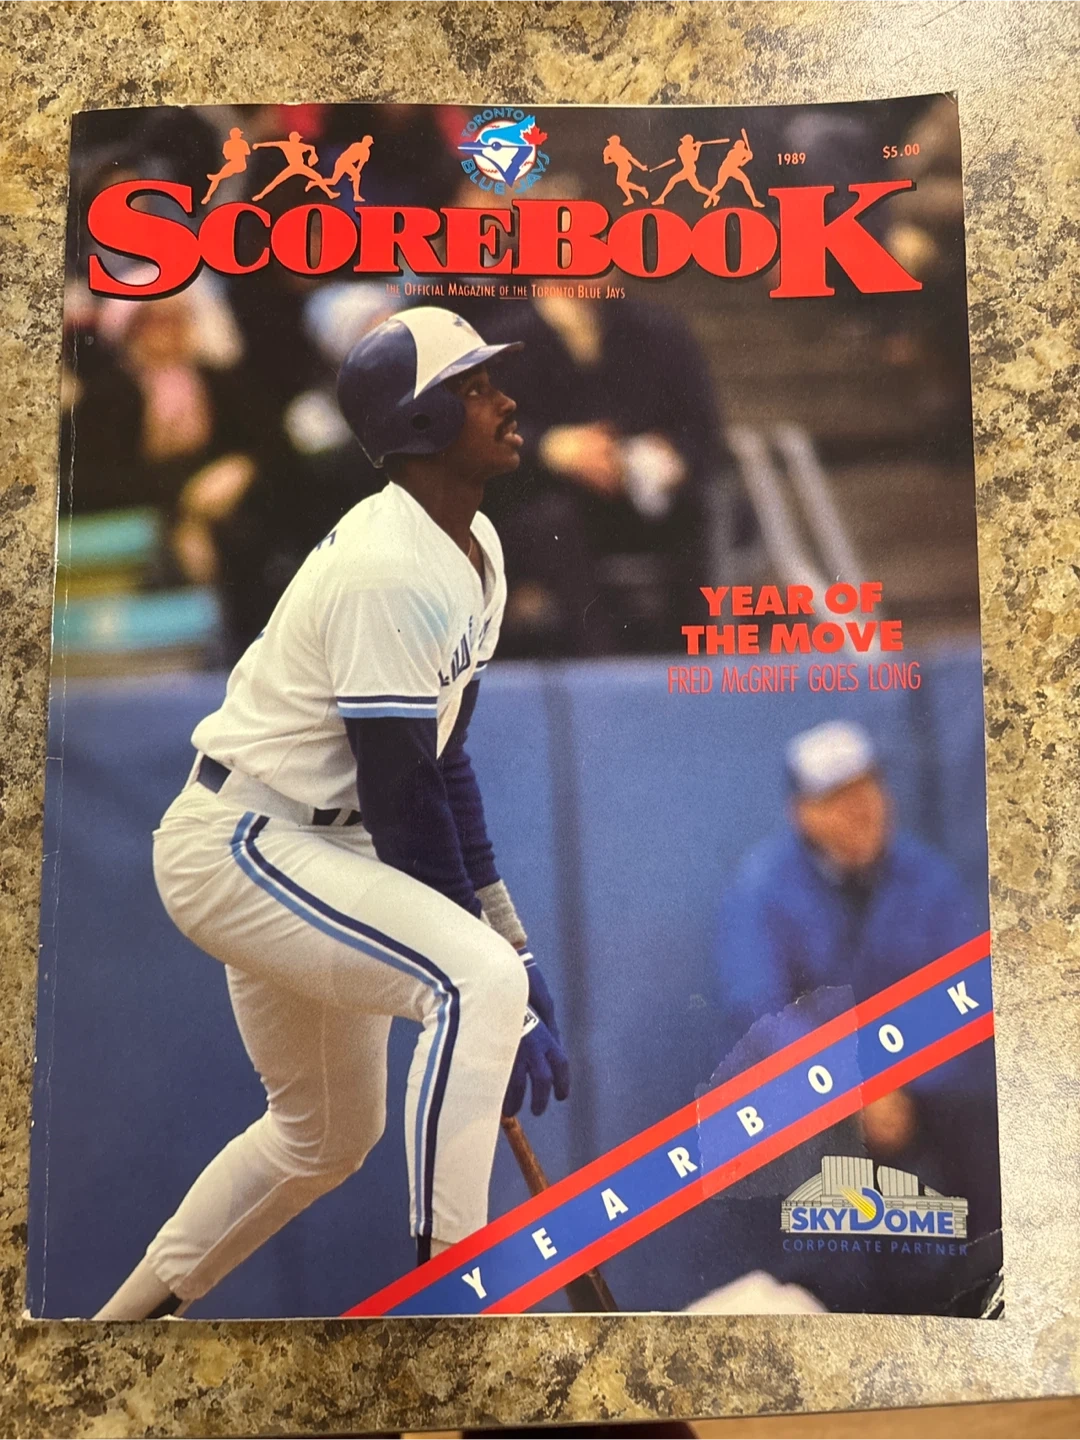 TORONTO
BLUE JAYS
1989
$5.00
SCOREBOOK
THE OFFICIAL MAGAZINE OF THE TORONTO BLUE JAYS
YEAR OF
THE MOVE
FRED McGRIFF GOES LONG
YEARBOOK
SKYDOME
CORPORATE PARTNER